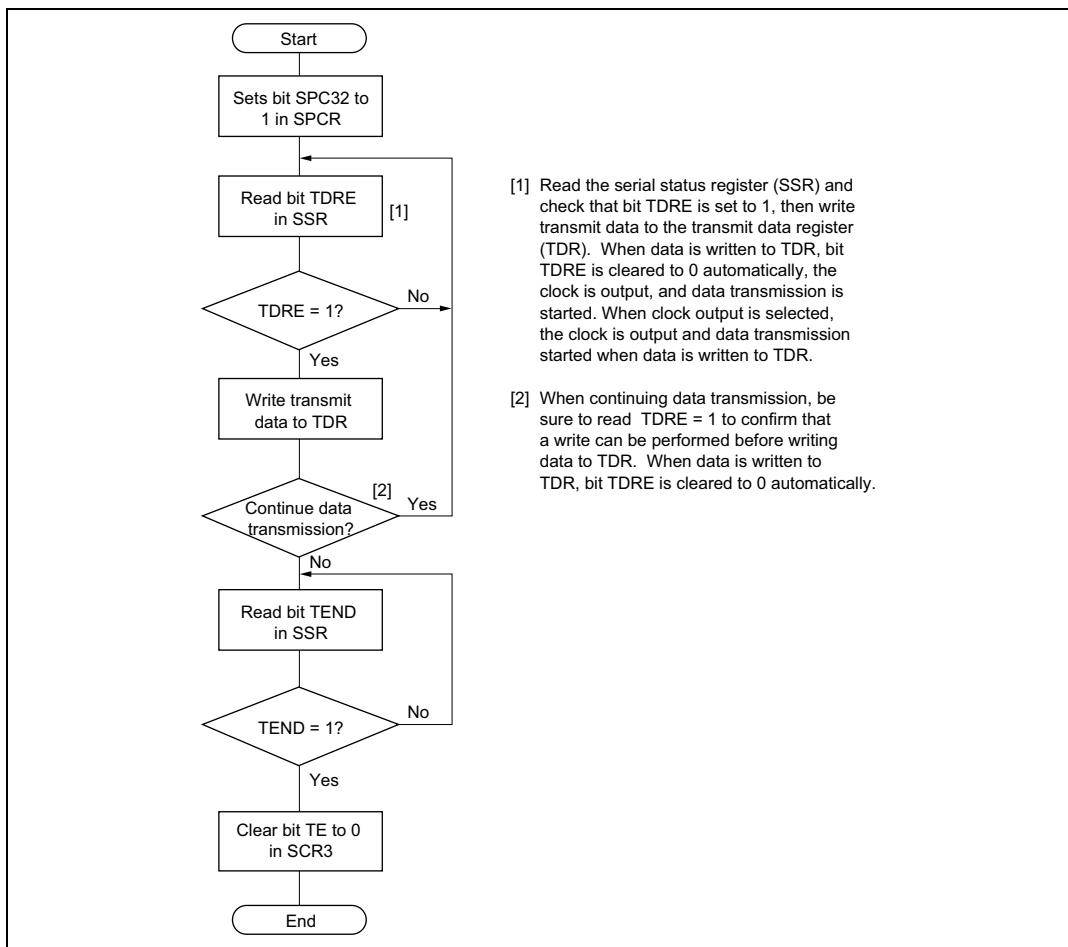 Start
Sets bit SPC32 to
1 in SPCR
Read bit TDRE
in SSR
[1]
TDRE = 1?
No
Yes
Write transmit
data to TDR
[2]
Continue data
transmission?
Yes
No
Read bit TEND
in SSR
TEND = 1?
No
Yes
Clear bit TE to 0
in SCR3
End
[1] Read the serial status register (SSR) and
check that bit TDRE is set to 1, then write
transmit data to the transmit data register
(TDR).  When data is written to TDR, bit
TDRE is cleared to 0 automatically, the
clock is output, and data transmission is
started. When clock output is selected,
the clock is output and data transmission
started when data is written to TDR.
[2] When continuing data transmission, be
sure to read  TDRE = 1 to confirm that
a write can be performed before writing
data to TDR.  When data is written to
TDR, bit TDRE is cleared to 0 automatically.